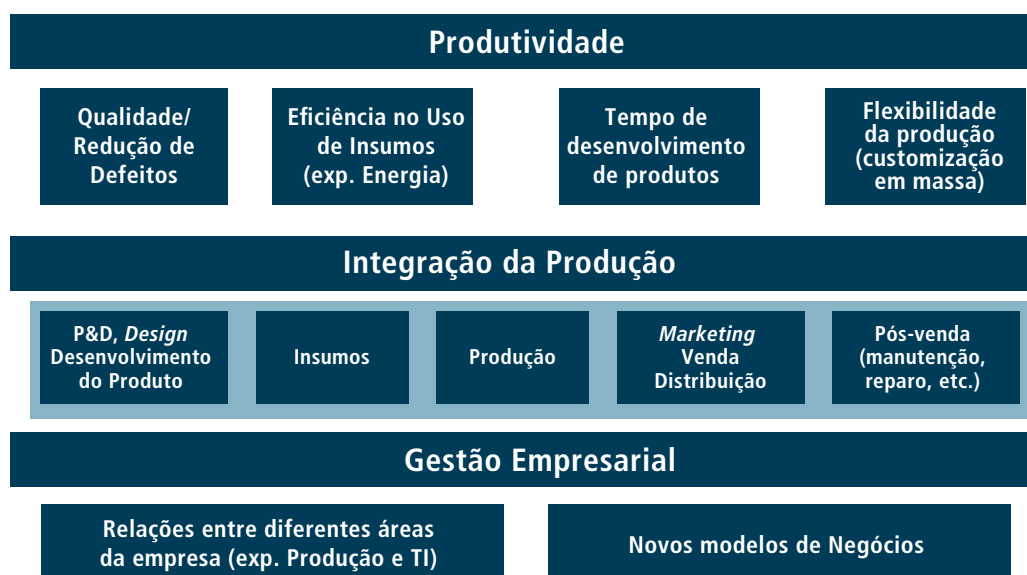 Produtividade
Qualidade/
Redução de
Defeitos
Eficiência no Uso
de Insumos
(exp. Energia)
Tempo de
desenvolvimento
de produtos
Flexibilidade
da produção
(customização
em massa)
Integração da Produção
P&D, Design
Desenvolvimento
do Produto
Insumos
Produção
Marketing
Venda
Distribuição
Pós-venda
(manutenção,
reparo, etc.)
Gestão Empresarial
Relações entre diferentes áreas
da empresa (exp. Produção e TI)
Novos modelos de Negócios